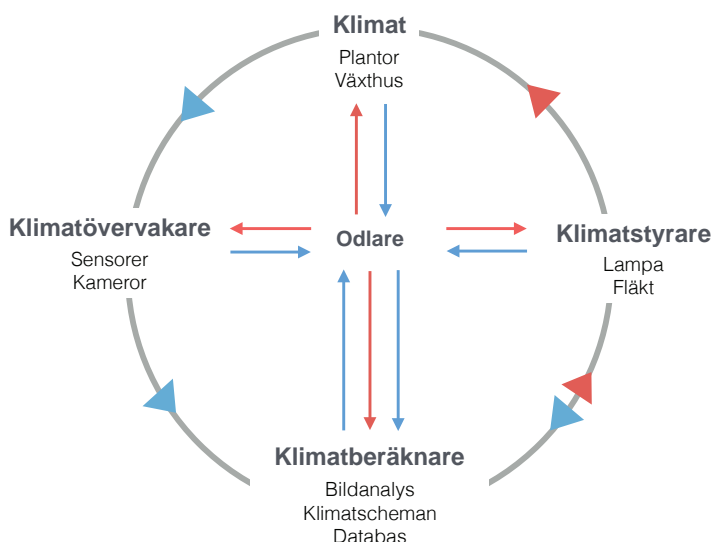 Klimat
Plantor
Växthus
Klimatövervakare
Sensorer
Kameror
Odlare
Klimatstyrare
Lampa
Fläkt
Klimatberäknare
Bildanalys
Klimatscheman
Databas